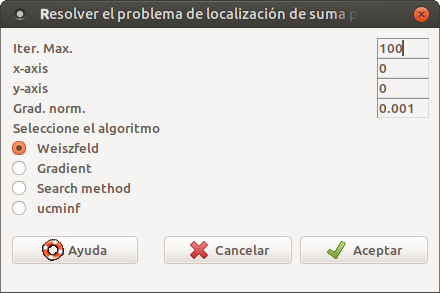 Resolver el problema de localización de suma
Iter. Max. 100
x-axis 0
y-axis 0
Grad. norm. 0.001
Seleccione el algoritmo
Weiszfeld
Gradient
Search method
ucminf
Ayuda Cancelar Aceptar